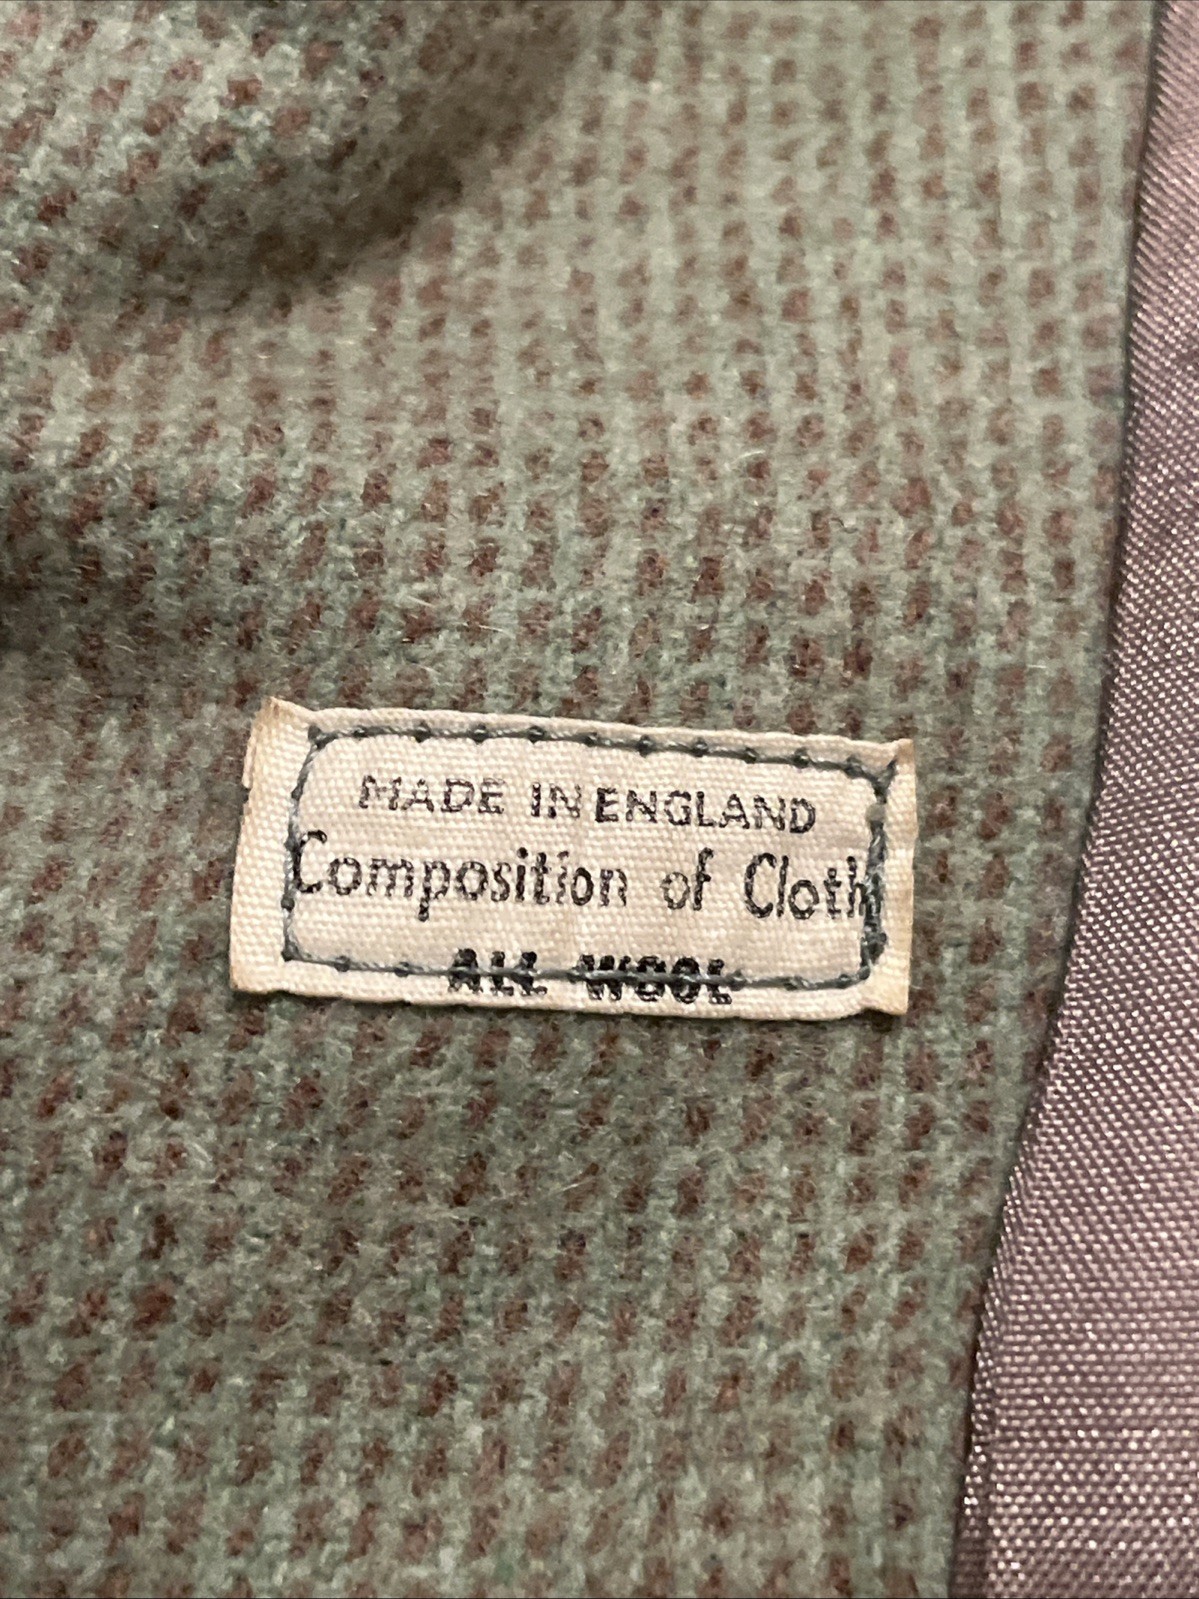 MADE IN ENGLAND
Composition of Cloth
ALL WOOL